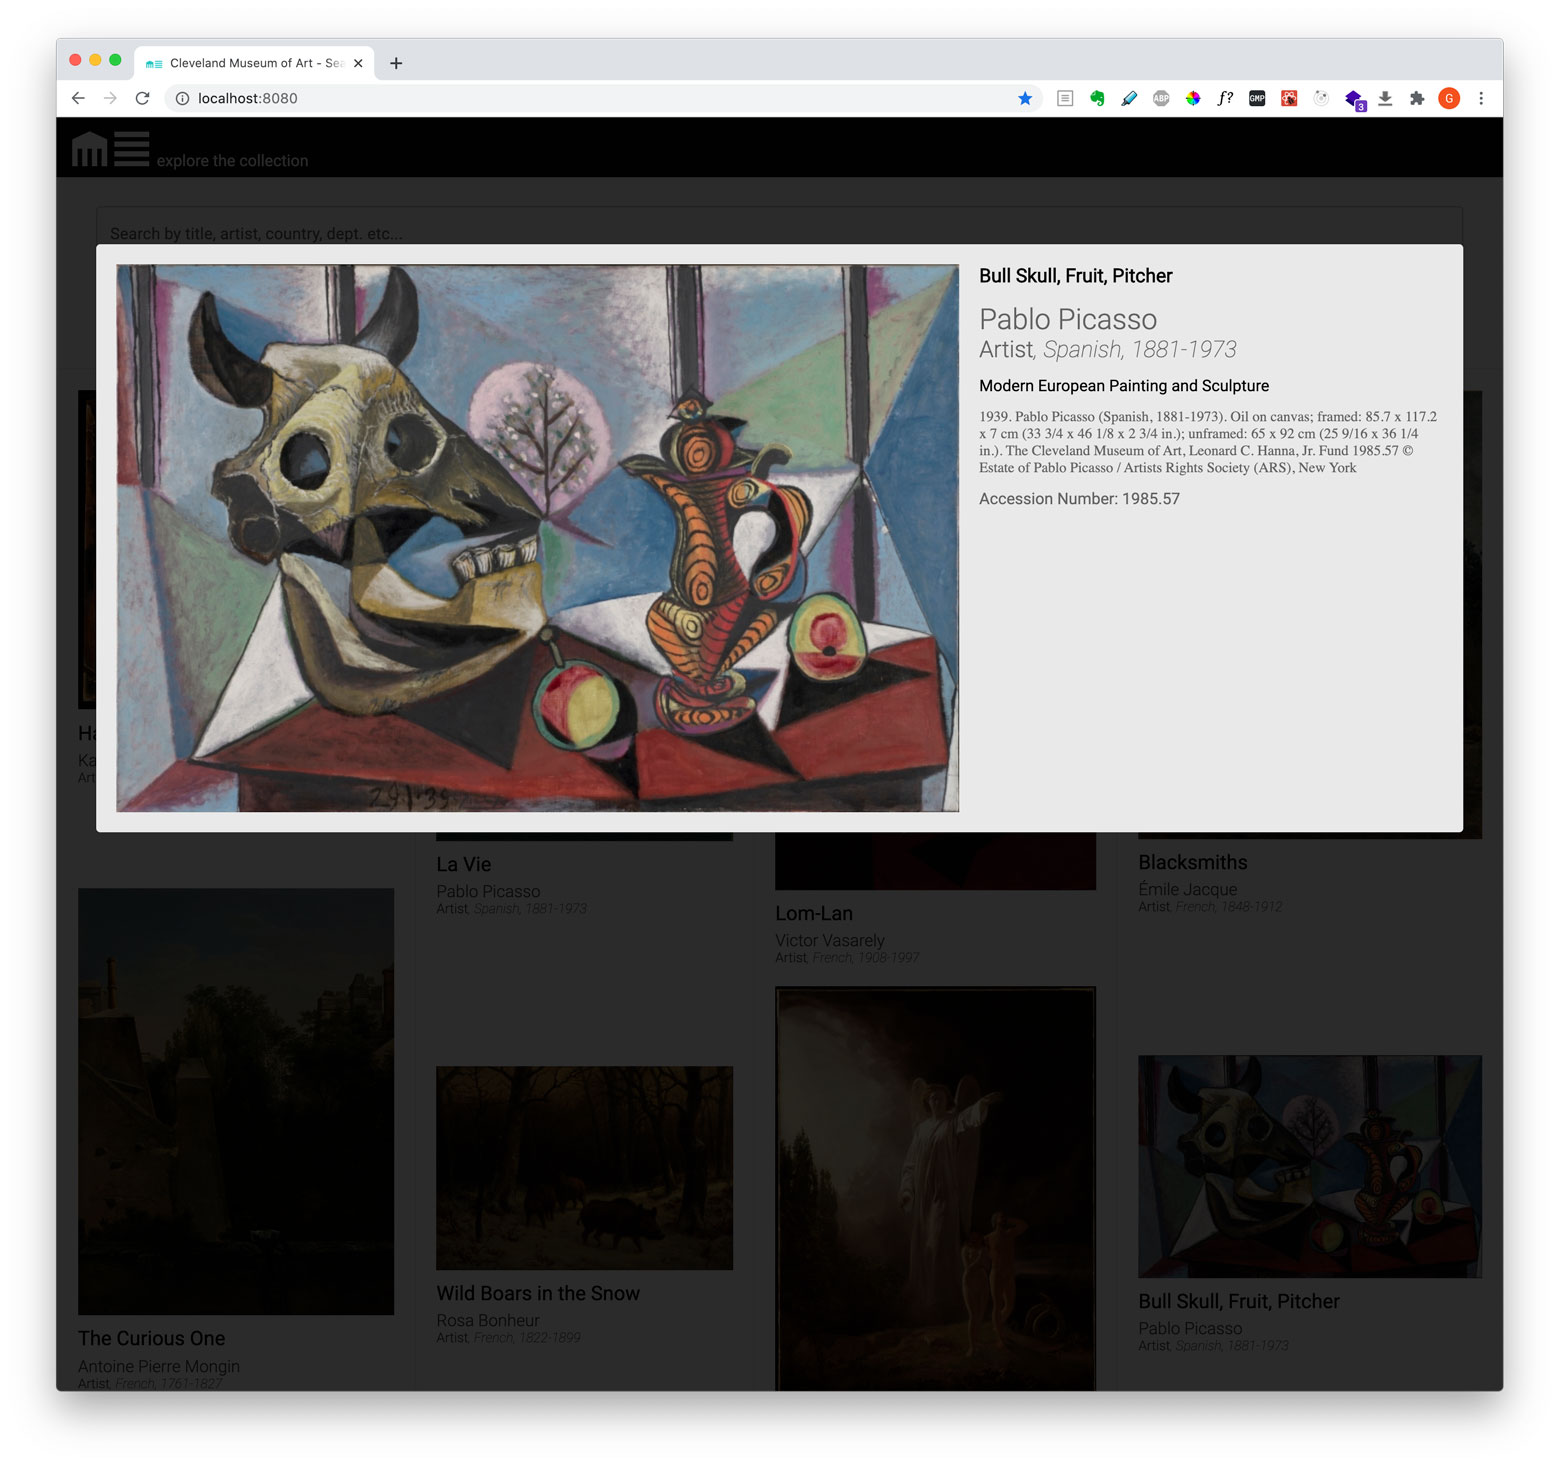 Cleveland Museum of Art - Sea
localhost:8080
ABP
f?
GMP
3
G
explore the collection
Search by title, artist, country, dept. etc...
Bull Skull, Fruit, Pitcher
Pablo Picasso
Artist, Spanish, 1881-1973
Modern European Painting and Sculpture
1939. Pablo Picasso (Spanish, 1881-1973). Oil on canvas; framed: 85.7 x 117.2
x 7 cm (33 3/4 x 46 1/8 x 2 3/4 in.); unframed: 65 x 92 cm (25 9/16 x 36 1/4
in.). The Cleveland Museum of Art, Leonard C. Hanna, Jr. Fund 1985.57 ©
Estate of Pablo Picasso / Artists Rights Society (ARS), New York
Accession Number: 1985.57
29.1.39.
Ha
Ka
Art
La Vie
Pablo Picasso
Artist, Spanish, 1881-1973
Lom-Lan
Victor Vasarely
Artist, French, 1908-1997
Blacksmiths
Émile Jacque
Artist, French, 1848-1912
The Curious One
Antoine Pierre Mongin
Artist, French, 1761-1827
Wild Boars in the Snow
Rosa Bonheur
Artist, French, 1822-1899
Bull Skull, Fruit, Pitcher
Pablo Picasso
Artist, Spanish, 1881-1973